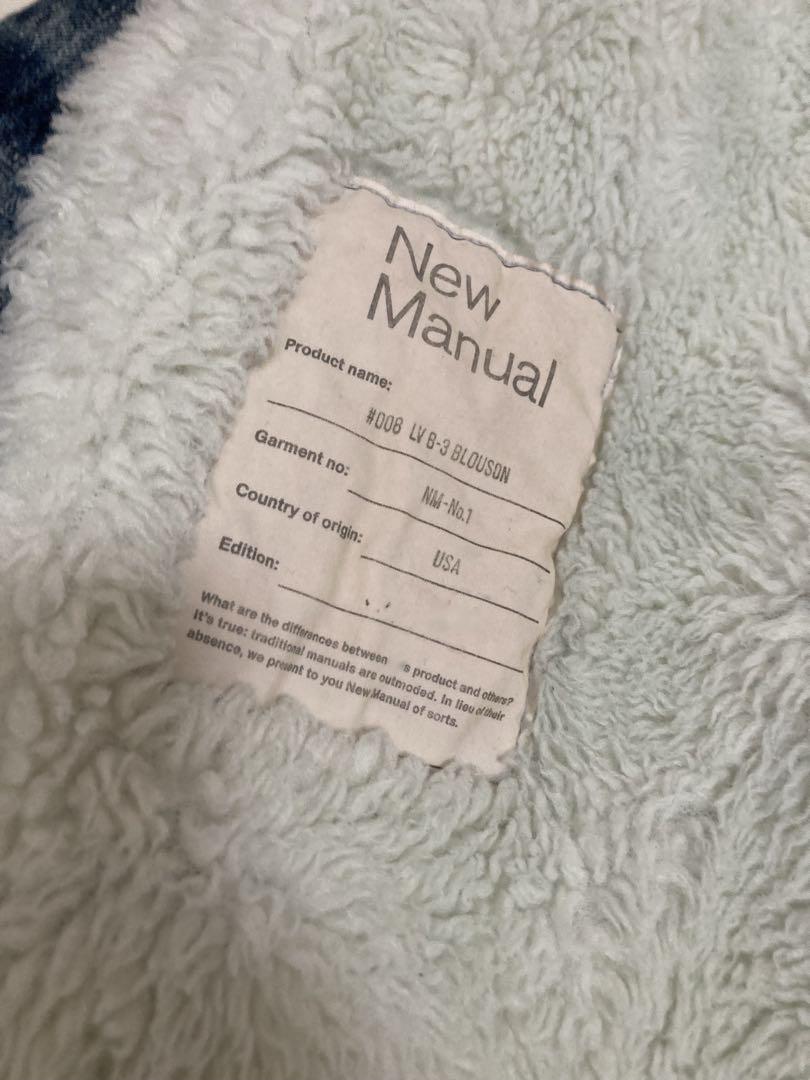 New
Manual
Product name:
#008 LV B-3 BLOUSON
Garment no:
NM-No.1
Country of origin:
USA
Edition:
What are the differences between s product and others?
It's true: traditional manuals are outmoded. In lieu of their
absence, we present to you New Manual of sorts.